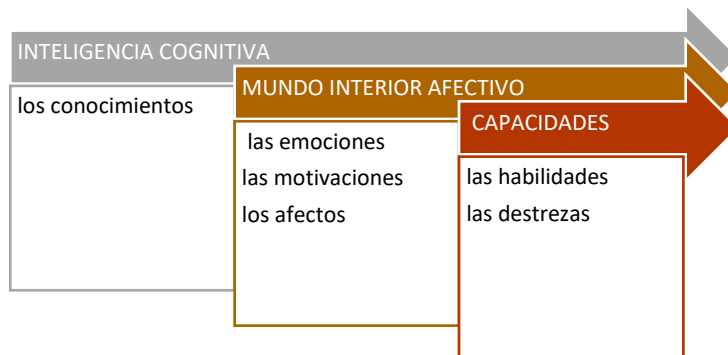 INTELIGENCIA COGNITIVA
los conocimientos
MUNDO INTERIOR AFECTIVO
las emociones
las motivaciones
los afectos
CAPACIDADES
las habilidades
las destrezas